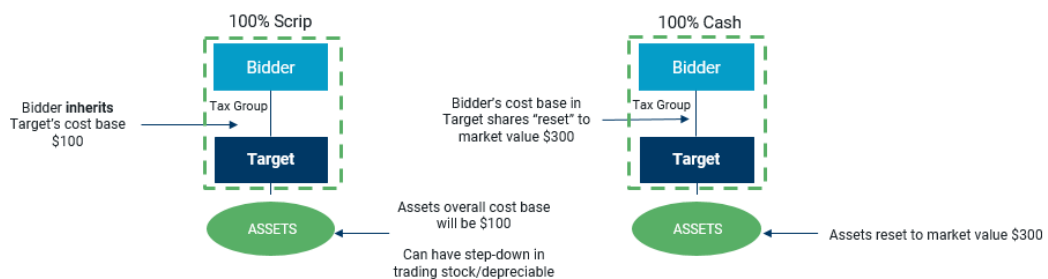 100% Scrip
Bidder
Tax Group
Bidder inherits
Target's cost base
$100
Target
ASSETS
Assets overall cost base
will be $100
Can have step-down in
trading stock/depreciable
100% Cash
Bidder
Tax Group
Bidder's cost base in
Target shares “reset” to
market value $300
Target
ASSETS
Assets reset to market value $300